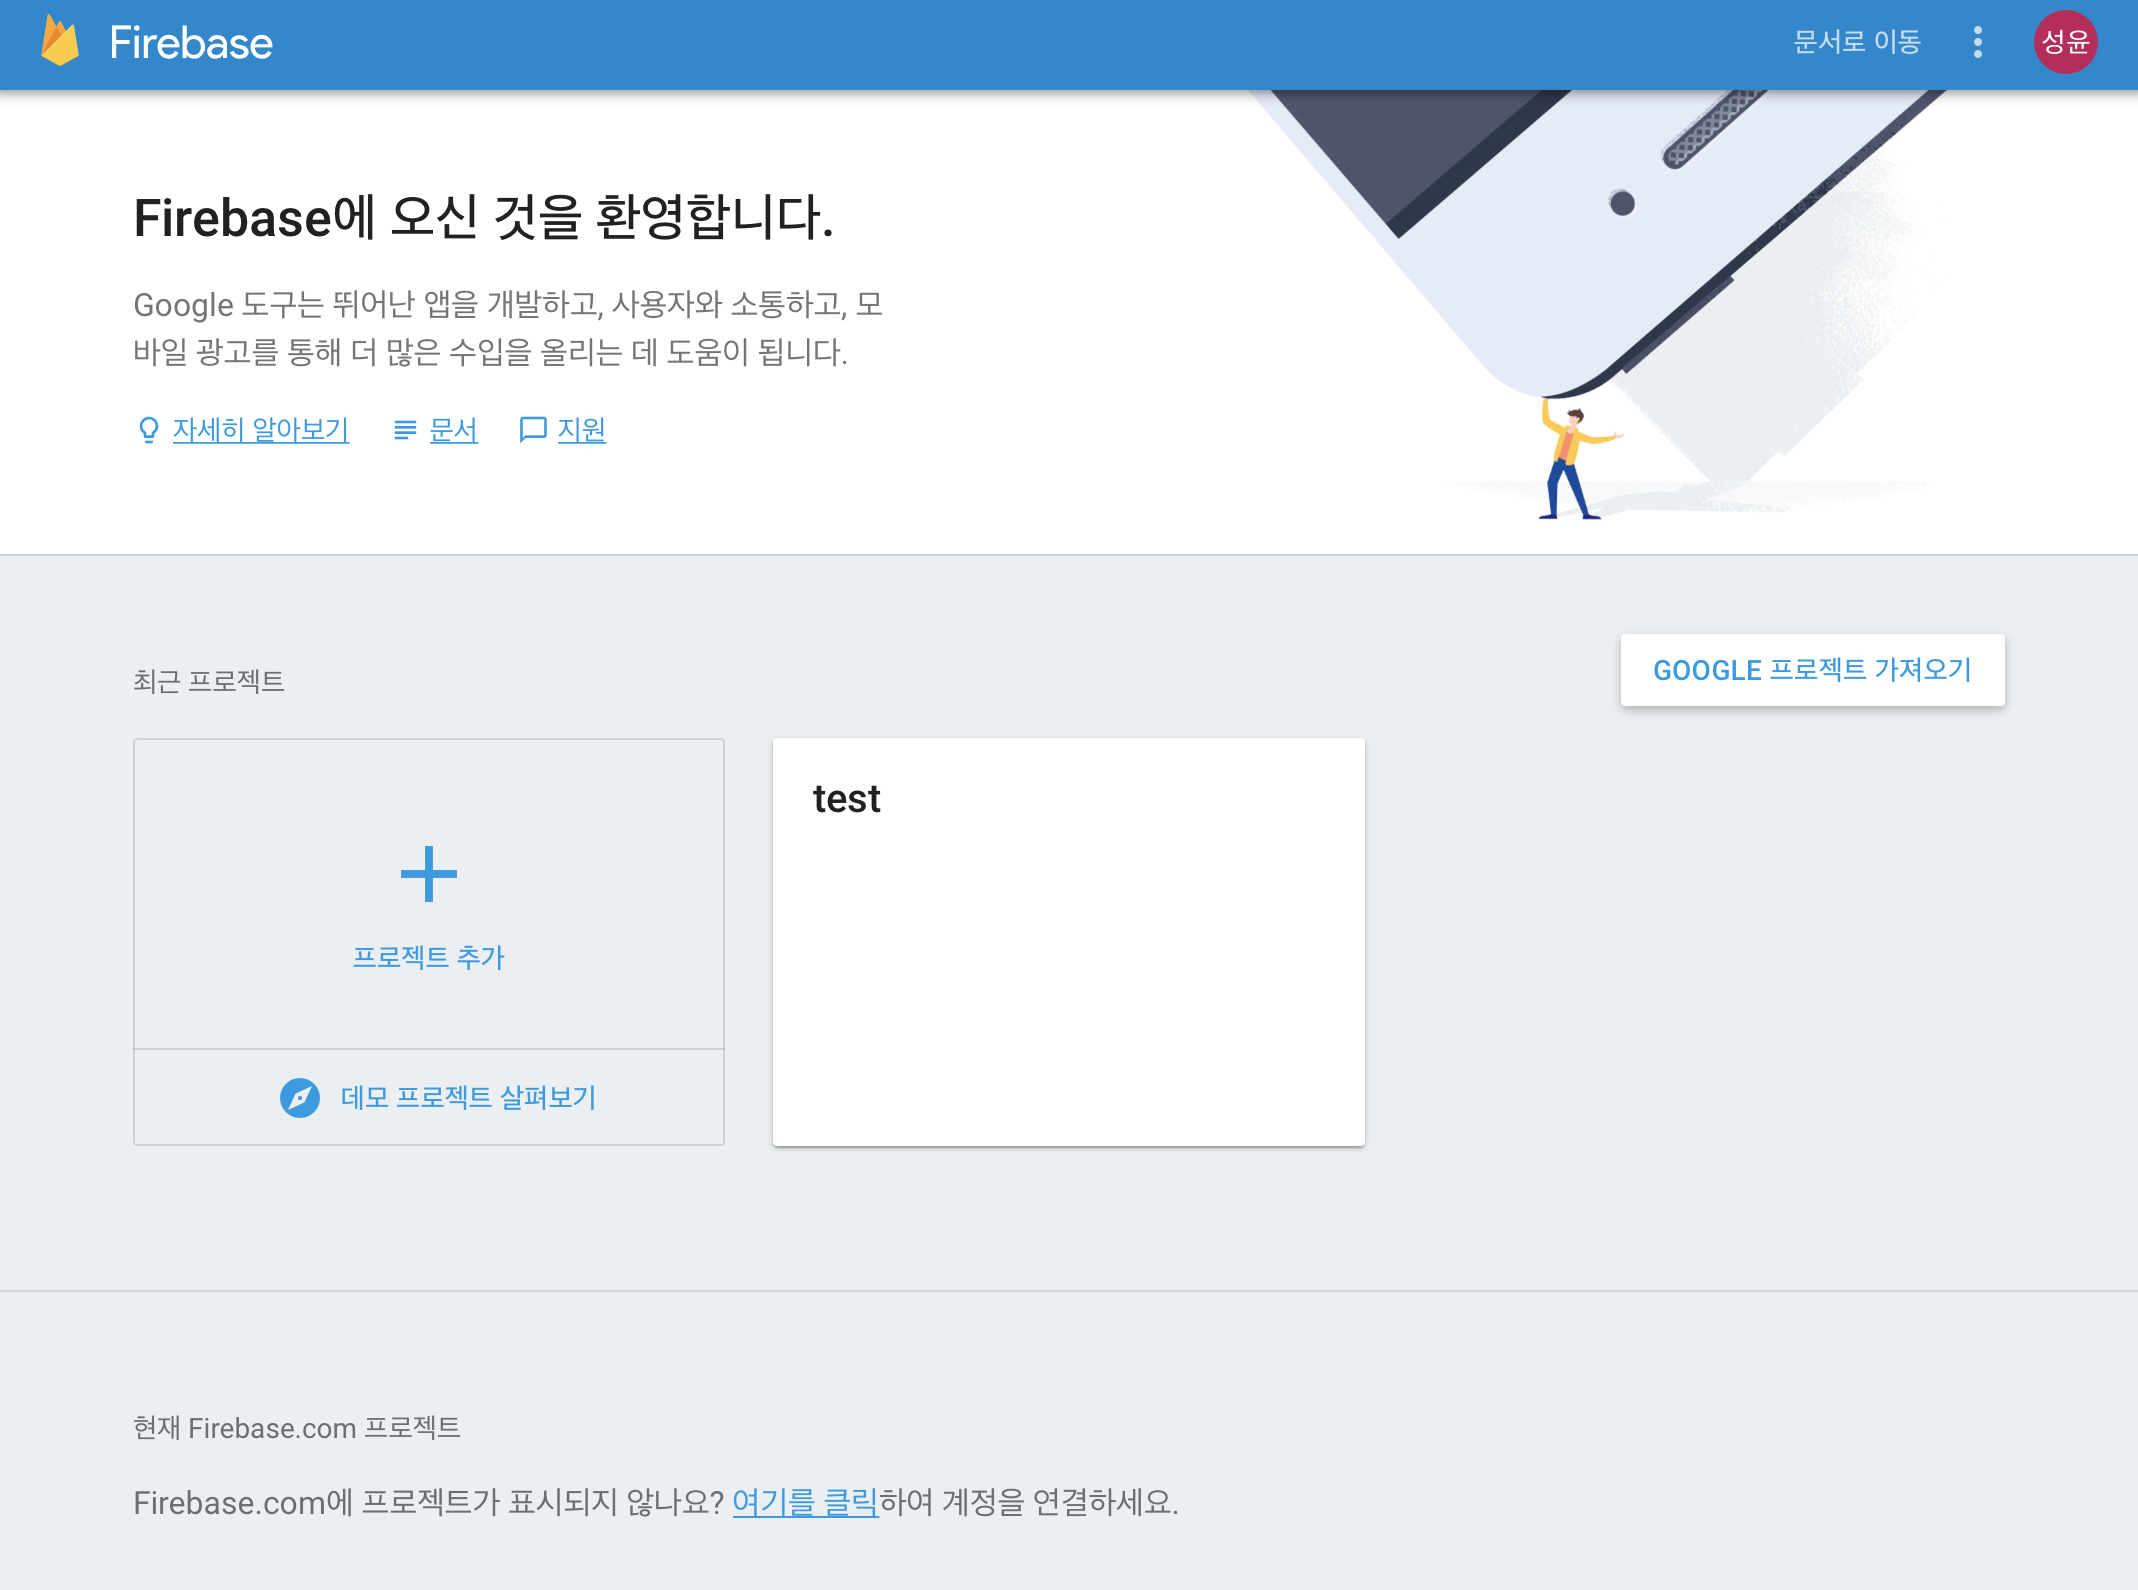 Firebase
문서로 이동
성윤
Firebase에 오신 것을 환영합니다.
Google 도구는 뛰어난 앱을 개발하고, 사용자와 소통하고, 모
바일 광고를 통해 더 많은 수입을 올리는 데 도움이 됩니다.
자세히 알아보기 문서 지원
최근 프로젝트
GOOGLE 프로젝트 가져오기
test
프로젝트 추가
데모 프로젝트 살펴보기
현재 Firebase.com 프로젝트
Firebase.com에 프로젝트가 표시되지 않나요? 여기를 클릭하여 계정을 연결하세요.